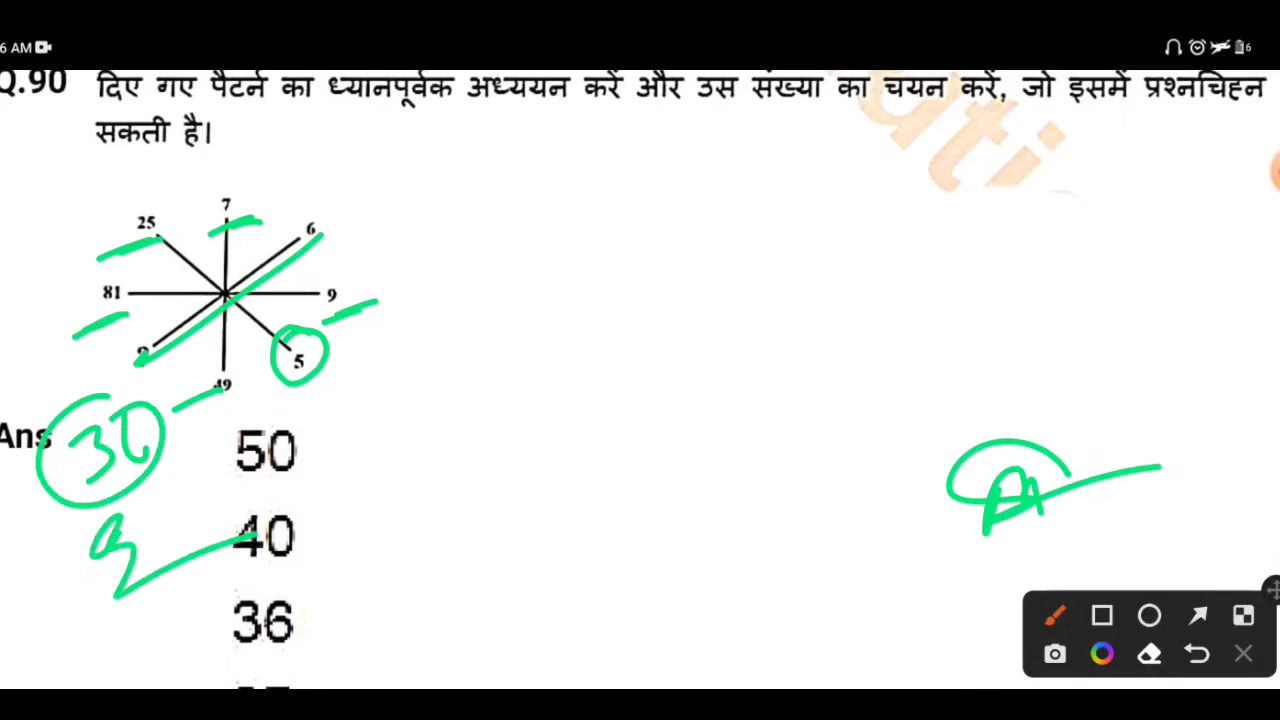 6 AM
6
Q.90 दिए गए पैटर्न का ध्यानपूर्वक अध्ययन करें और उस संख्या का चयन करें, जो इसमें प्रश्नचिह्न
सकती है।
7
25 6
81 9
?
5
49
Ans
50
40
36